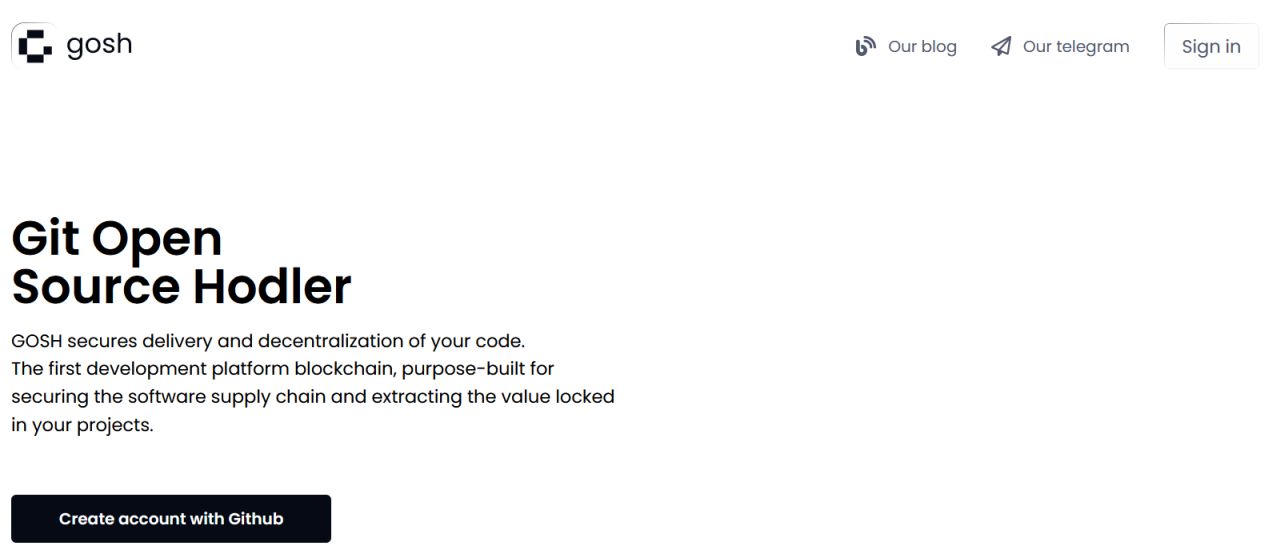 gosh
Our blog
Our telegram
Sign in
Git Open
Source Hodler
GOSH secures delivery and decentralization of your code.
The first development platform blockchain, purpose-built for
securing the software supply chain and extracting the value locked
in your projects.
Create account with Github